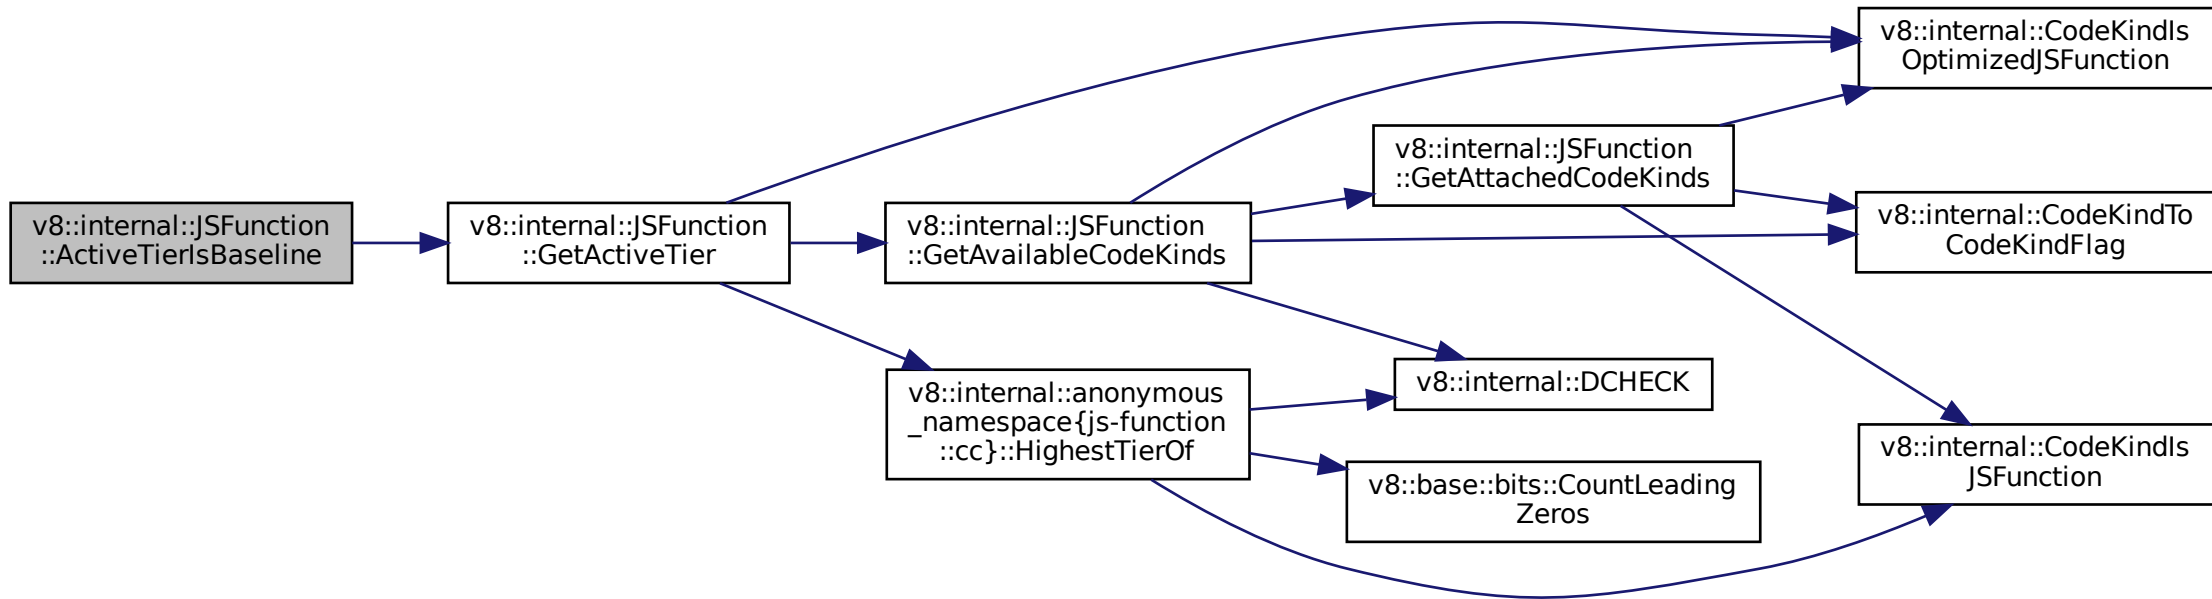 v8::internal::JSFunction
::ActiveTierIsBaseline
v8::internal::JSFunction
::GetActiveTier
v8::internal::JSFunction
::GetAvailableCodeKinds
v8::internal::anonymous
_namespace{js-function
::cc}::HighestTierOf
v8::internal::JSFunction
::GetAttachedCodeKinds
v8::internal::DCHECK
v8::base::bits::CountLeading
Zeros
v8::internal::CodeKindIs
OptimizedJSFunction
v8::internal::CodeKindTo
CodeKindFlag
v8::internal::CodeKindIs
JSFunction